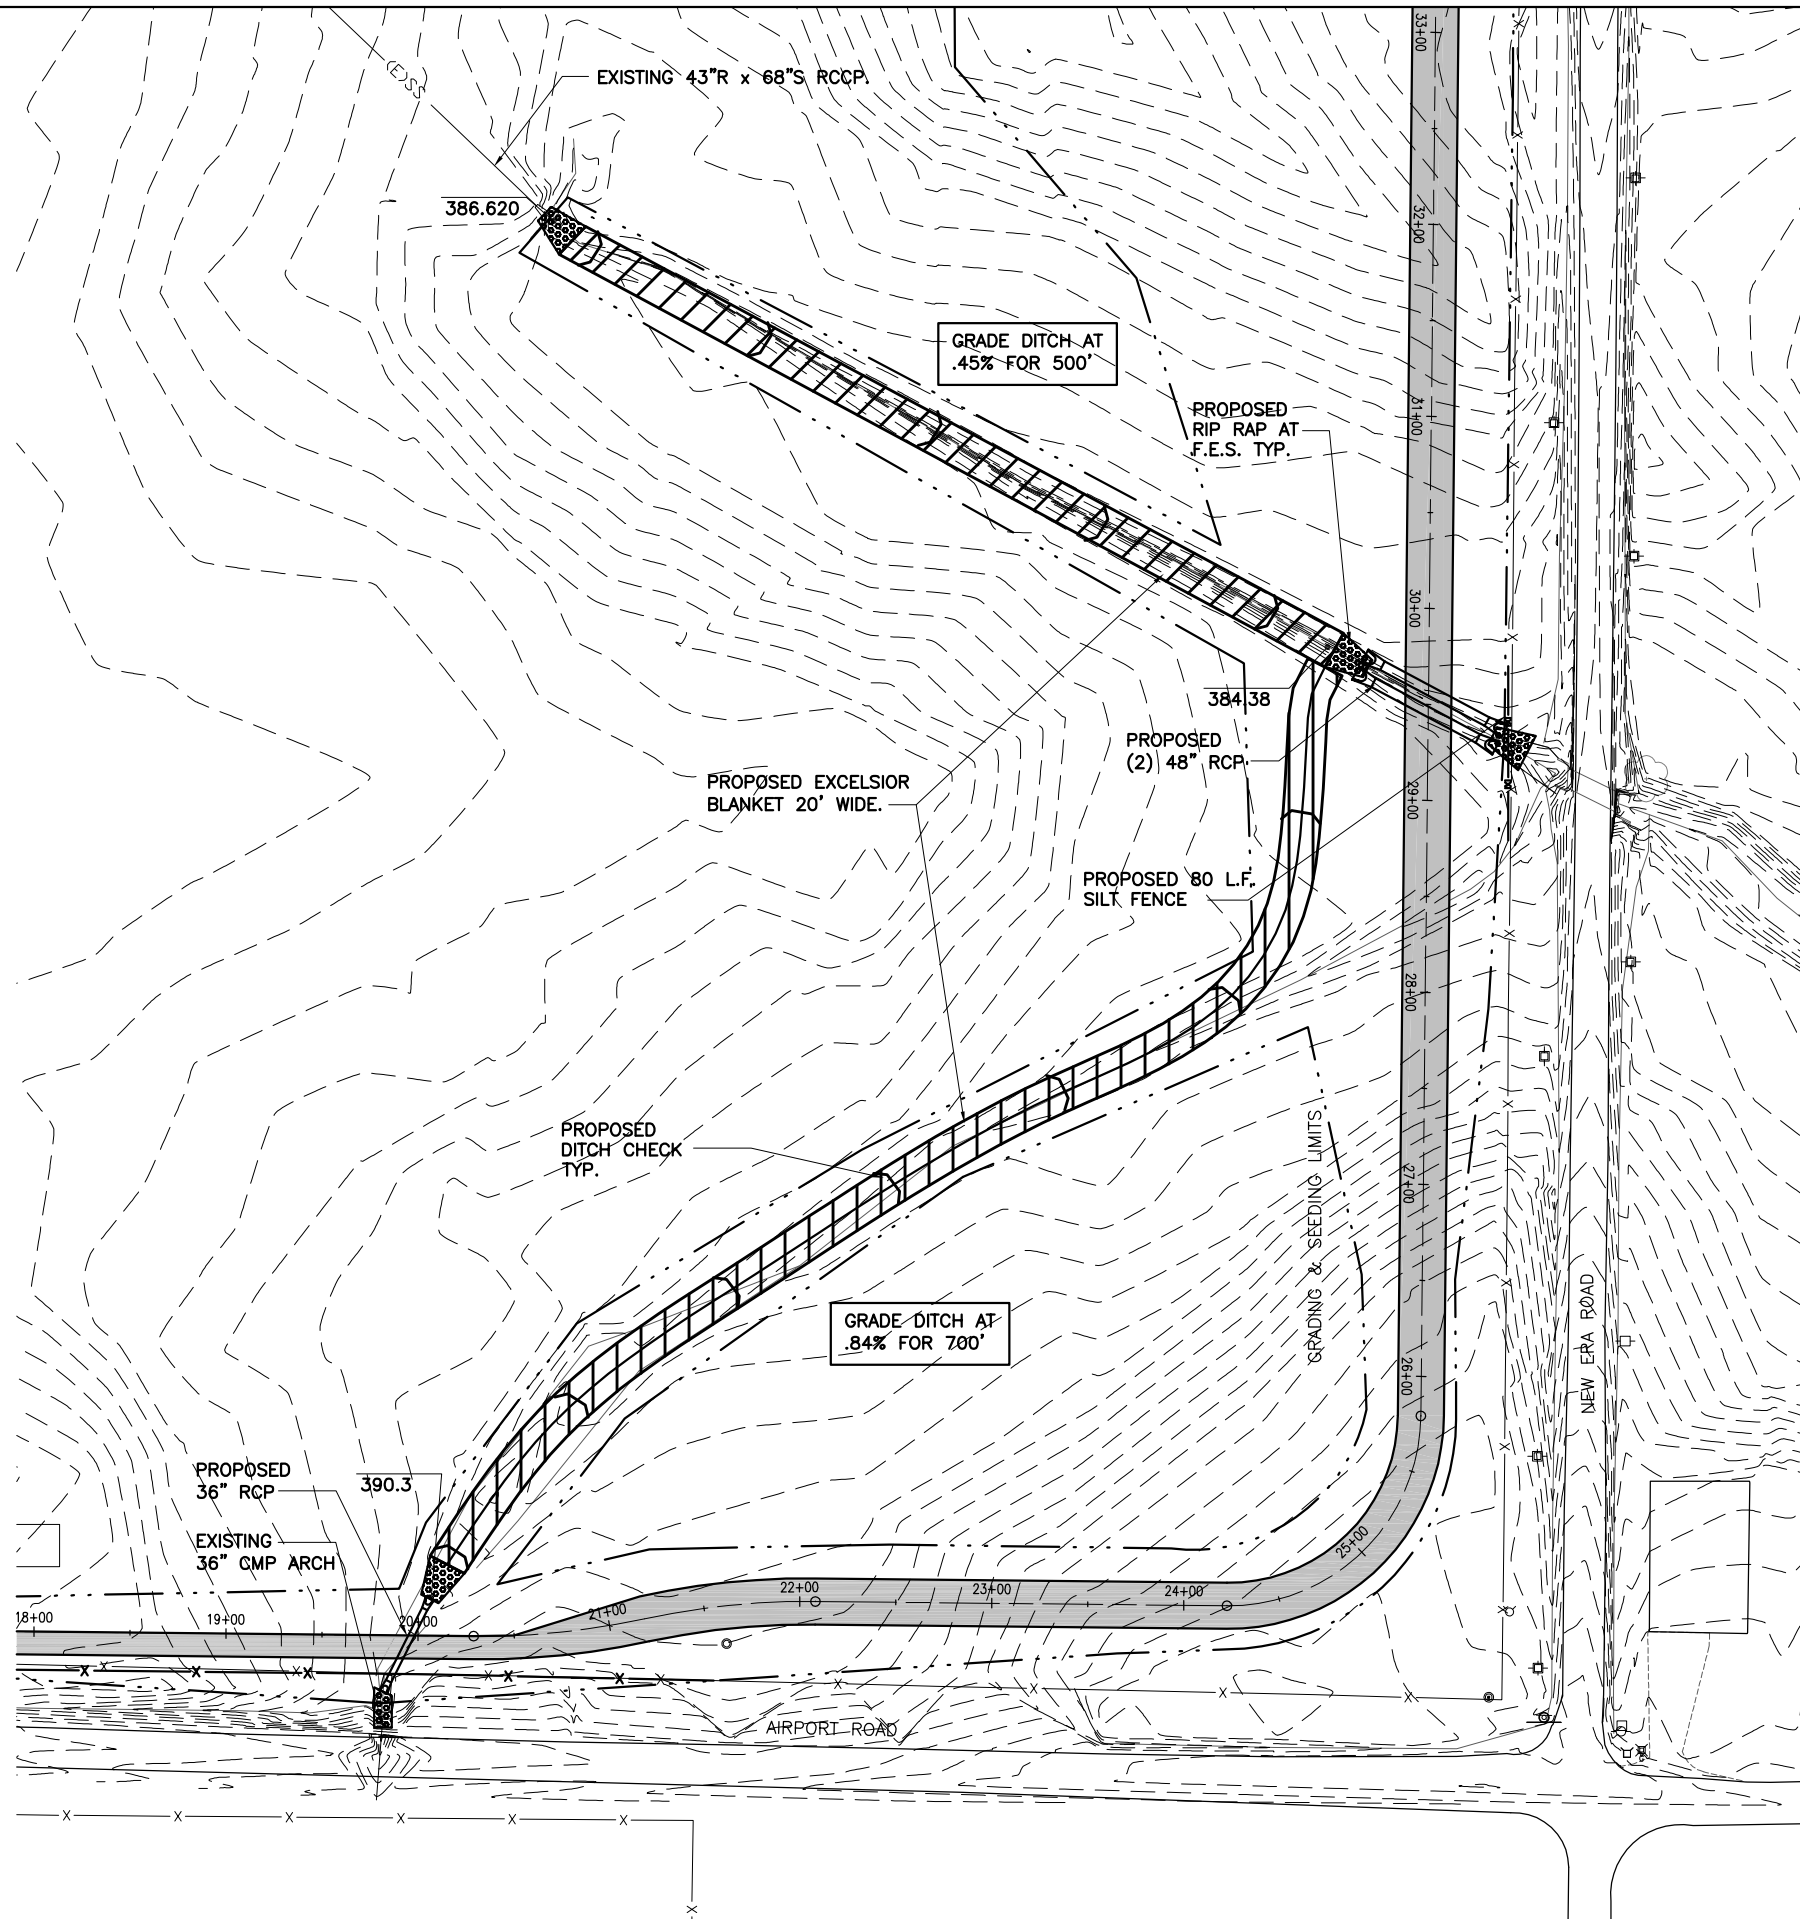 33+00
(E)SS
EXISTING 43"R x 68"S RCCP.
386.620
32+00
GRADE DITCH AT
.45% FOR 500'
31+00
PROPOSED
RIP RAP AT
F.E.S. TYP.
30+00
384.38
PROPOSED
(2) 48" RCP
29+00
PROPOSED EXCELSIOR
BLANKET 20' WIDE.
PROPOSED 80 L.F.
SILT FENCE
28+00
PROPOSED
DITCH CHECK
TYP.
GRADING & SEEDING LIMITS
27+00
NEW ERA ROAD
GRADE DITCH AT
.84% FOR 700'
26+00
PROPOSED
36" RCP
390.3
EXISTING
36" CMP ARCH
25+00
18+00
19+00
20+00
21+00
22+00
23+00
24+00
AIRPORT ROAD